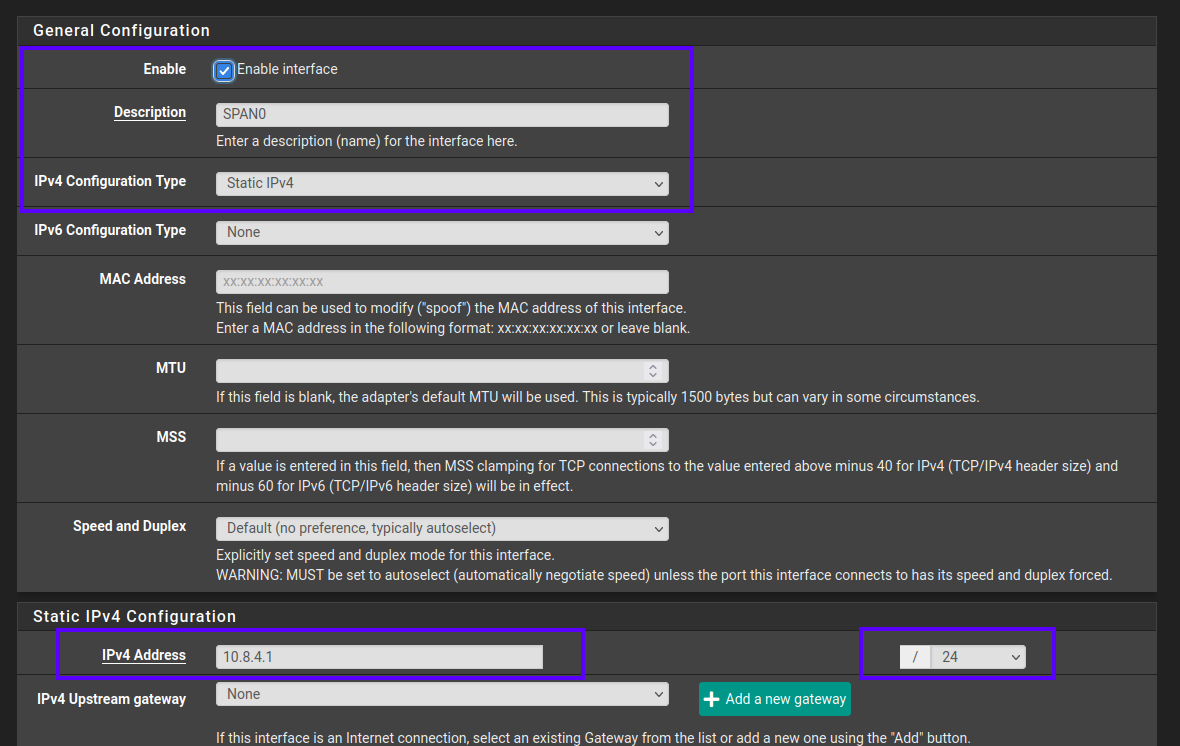 General Configuration
Enable
Enable interface
Description
SPAN0
Enter a description (name) for the interface here.
IPv4 Configuration Type
Static IPv4
IPv6 Configuration Type
None
MAC Address
xx:xx:xx:xx:xx:xx
This field can be used to modify ("spoof") the MAC address of this interface.
Enter a MAC address in the following format: xx:xx:xx:xx:xx:xx or leave blank.
MTU
If this field is blank, the adapter's default MTU will be used. This is typically 1500 bytes but can vary in some circumstances.
MSS
If a value is entered in this field, then MSS clamping for TCP connections to the value entered above minus 40 for IPv4 (TCP/IPv4 header size) and
minus 60 for IPv6 (TCP/IPv6 header size) will be in effect.
Speed and Duplex
Default (no preference, typically autoselect)
Explicitly set speed and duplex mode for this interface.
WARNING: MUST be set to autoselect (automatically negotiate speed) unless the port this interface connects to has its speed and duplex forced.
Static IPv4 Configuration
IPv4 Address
10.8.4.1
/ 24
IPv4 Upstream gateway
None
+ Add a new gateway
If this interface is an Internet connection, select an existing Gateway from the list or add a new one using the "Add" button.